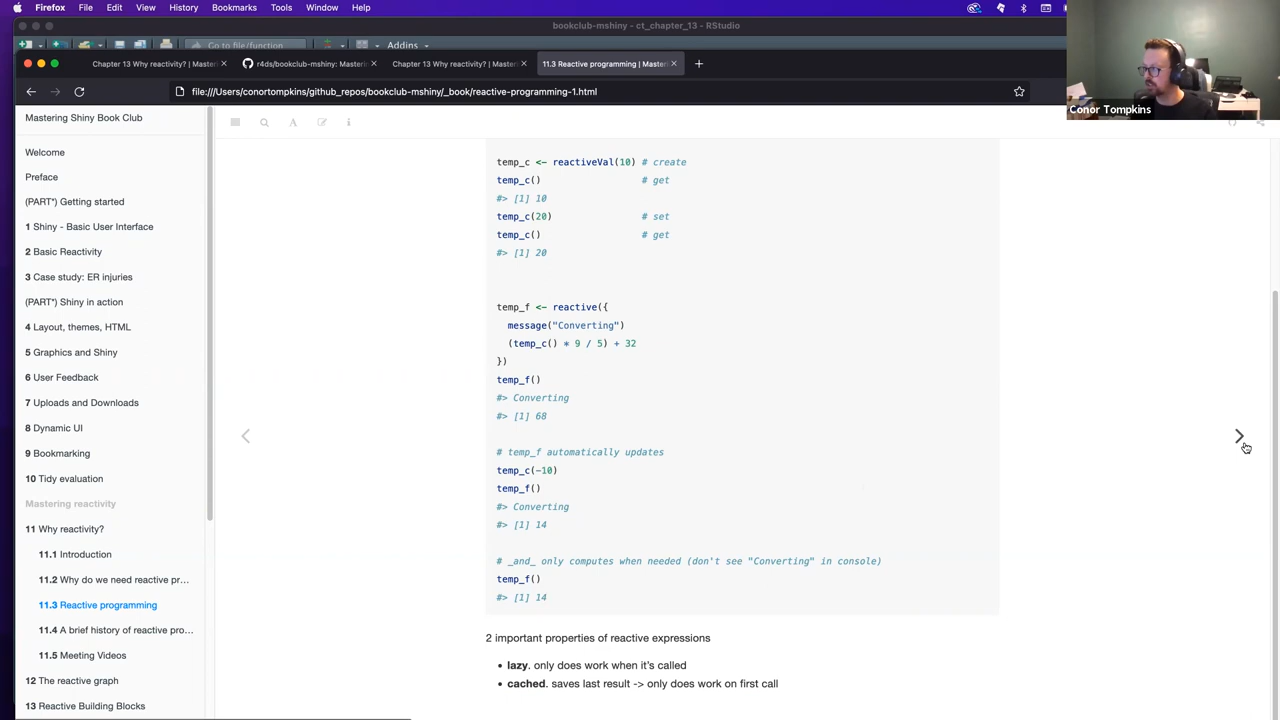 Firefox File Edit View History Bookmarks Tools Window Help
bookclub-mshiny - ct_chapter_13 - RStudio
Go to file/function Addins
Chapter 13 Why reactivity? | Master × r4ds/bookclub-mshiny: Masterin × Chapter 13 Why reactivity? | Master × 11.3 Reactive programming | Master ×
file:///Users/conortompkins/github_repos/bookclub-mshiny/_book/reactive-programming-1.html
Conor Tompkins
Mastering Shiny Book Club
Welcome
Preface
(PART*) Getting started
1 Shiny - Basic User Interface
2 Basic Reactivity
3 Case study: ER injuries
(PART*) Shiny in action
4 Layout, themes, HTML
5 Graphics and Shiny
6 User Feedback
7 Uploads and Downloads
8 Dynamic UI
9 Bookmarking
10 Tidy evaluation
Mastering reactivity
11 Why reactivity?
11.1 Introduction
11.2 Why do we need reactive pr...
11.3 Reactive programming
11.4 A brief history of reactive pro...
11.5 Meeting Videos
12 The reactive graph
13 Reactive Building Blocks
temp_c <- reactiveVal(10) # create
temp_c() # get
#> [1] 10
temp_c(20) # set
temp_c() # get
#> [1] 20
temp_f <- reactive({
message("Converting")
(temp_c() * 9 / 5) + 32
})
temp_f()
#> Converting
#> [1] 68
# temp_f automatically updates
temp_c(-10)
temp_f()
#> Converting
#> [1] 14
# _and_ only computes when needed (don't see "Converting" in console)
temp_f()
#> [1] 14
2 important properties of reactive expressions
• lazy. only does work when it's called
• cached. saves last result -> only does work on first call